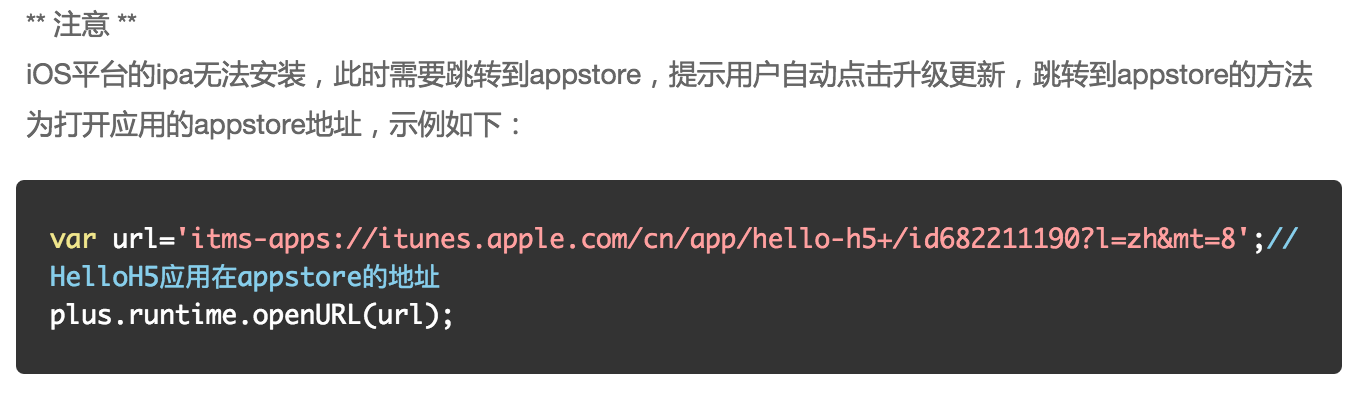 ** 注意 **
iOS平台的ipa无法安装，此时需要跳转到appstore，提示用户自动点击升级更新，跳转到appstore的方法
为打开应用的appstore地址，示例如下：
var url='itms-apps://itunes.apple.com/cn/app/hello-h5+/id682211190?l=zh&mt=8';//
HelloH5应用在appstore的地址
plus.runtime.openURL(url);